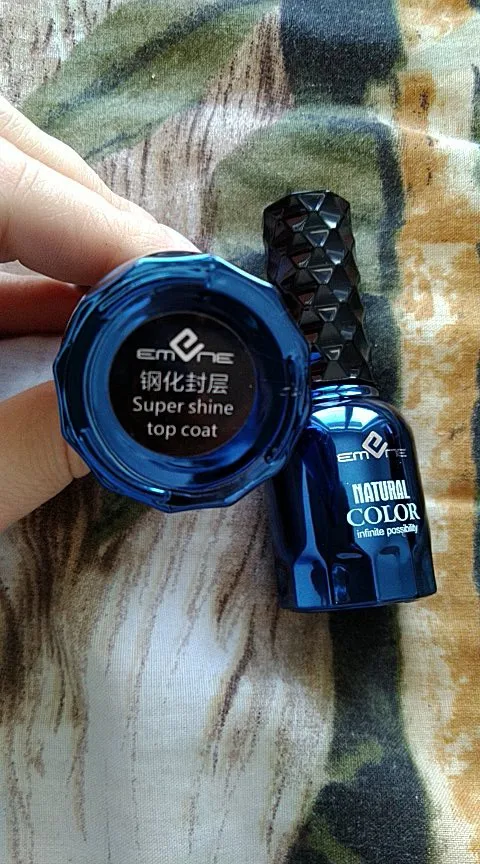 EMENE
钢化封层
Super shine
top coat
EMENE
NATURAL
COLOR
infinite possibility